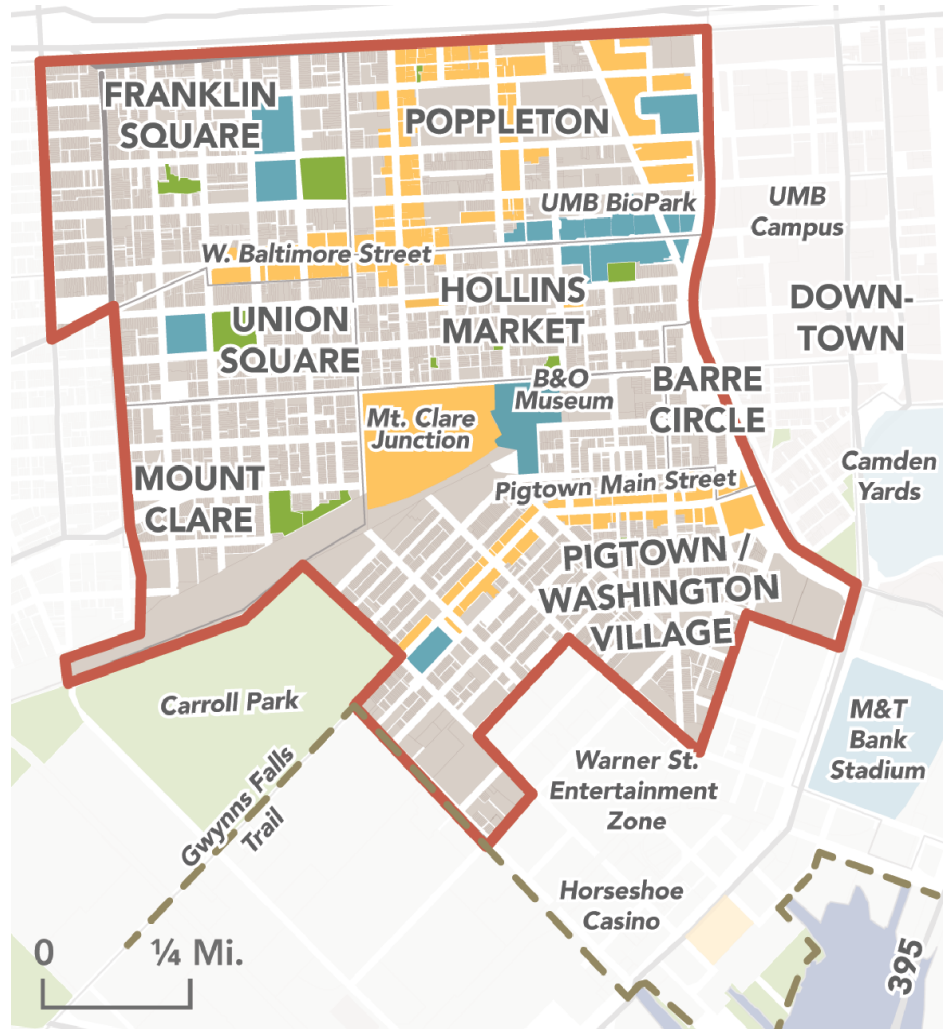 FRANKLIN
SQUARE
POPPLETON
UMB BioPark
UMB
Campus
W. Baltimore Street
HOLLINS
MARKET
DOWN-
TOWN
UNION
SQUARE
B&O
Museum
BARRE
CIRCLE
Mt. Clare
Junction
Camden
Yards
MOUNT
CLARE
Pigtown Main Street
PIGTOWN /
WASHINGTON
VILLAGE
Carroll Park
M&T
Bank
Stadium
Warner St.
Entertainment
Zone
Gwynns Falls
Trail
Horseshoe
Casino
0 ¼ Mi.
395